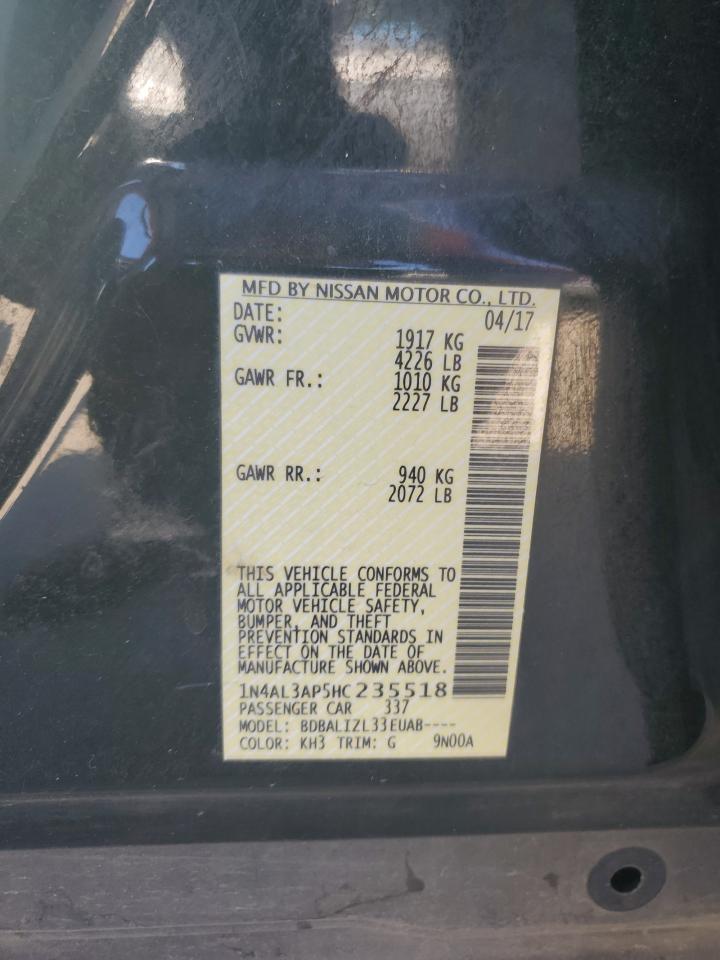 MFD BY NISSAN MOTOR CO., LTD.
DATE: 04/17
GVWR: 1917 KG
4226 LB
GAWR FR.: 1010 KG
2227 LB
GAWR RR.: 940 KG
2072 LB
THIS VEHICLE CONFORMS TO
ALL APPLICABLE FEDERAL
MOTOR VEHICLE SAFETY,
BUMPER, AND THEFT
PREVENTION STANDARDS IN
EFFECT ON THE DATE OF
MANUFACTURE SHOWN ABOVE.
1N4AL3AP5HC235518
PASSENGER CAR 337
MODEL: BDBALIZL33EUAB----
COLOR: KH3 TRIM: G 9N00A